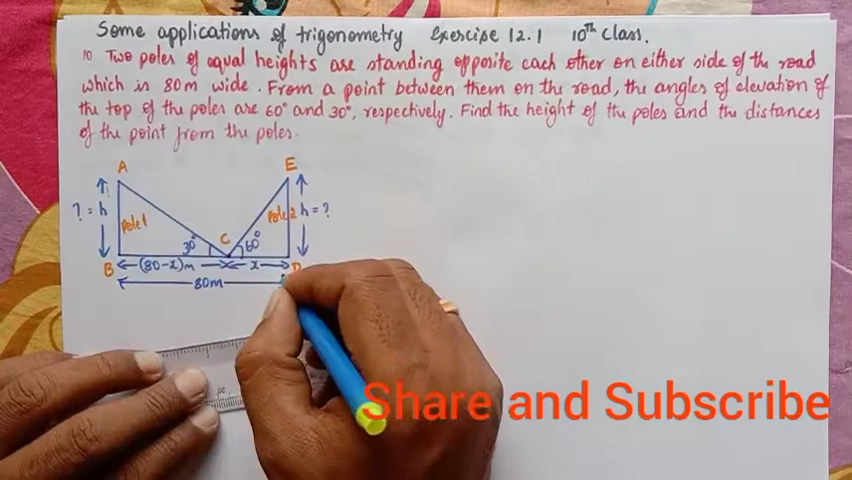 Some applications of trigonometry Exercise 12.1 10th Class.
10 Two poles of equal heights are standing opposite each other on either side of the road
which is 80m wide. From a point between them on the road, the angles of elevation of
the top of the poles are 60° and 30°, respectively. Find the height of the poles and the distances
of the point from the poles.
A E
? = h Pole 1 30° C 60° Pole 2 h = ?
B (80-x)m x D
80m
Share and Subscribe